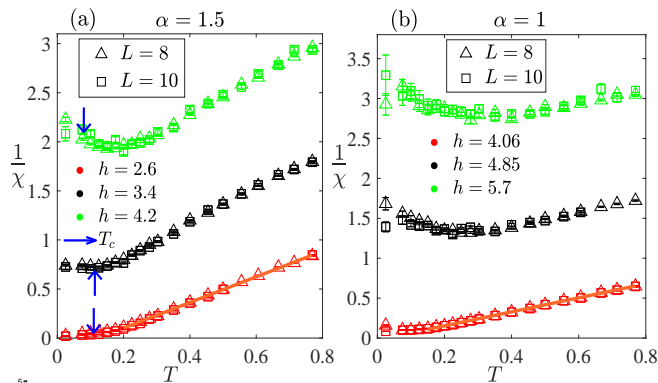 (a) α = 1.5
3
2.5
2
1.5
1
0.5
0
1/χ
△ L = 8
□ L = 10
h = 2.6
h = 3.4
h = 4.2
T_c
0 0.2 0.4 0.6 0.8
T
(b) α = 1
3.5
3
2.5
2
1.5
1
0.5
0
1/χ
△ L = 8
□ L = 10
h = 4.06
h = 4.85
h = 5.7
0 0.2 0.4 0.6 0.8
T